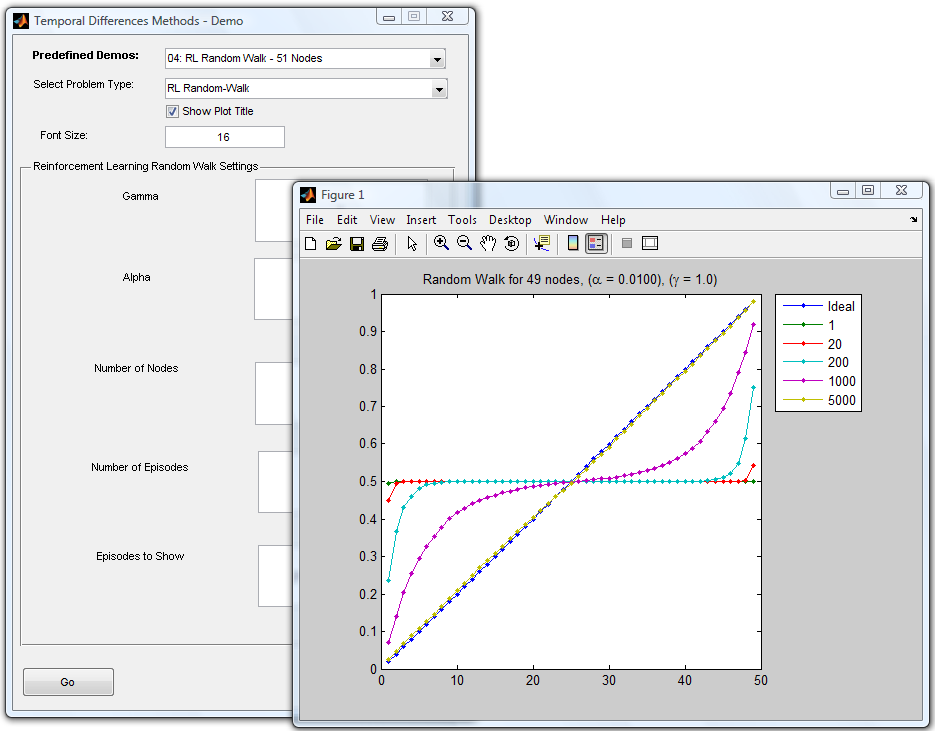 Temporal Differences Methods - Demo
Predefined Demos:
04: RL Random Walk - 51 Nodes
Select Problem Type:
RL Random-Walk
Show Plot Title
Font Size:
16
Reinforcement Learning Random Walk Settings
Gamma
Alpha
Number of Nodes
Number of Episodes
Episodes to Show
Go
Figure 1
File Edit View Insert Tools Desktop Window Help
Random Walk for 49 nodes, (α = 0.0100), (γ = 1.0)
1
0.9
0.8
0.7
0.6
0.5
0.4
0.3
0.2
0.1
0
0 10 20 30 40 50
Ideal
1
20
200
1000
5000